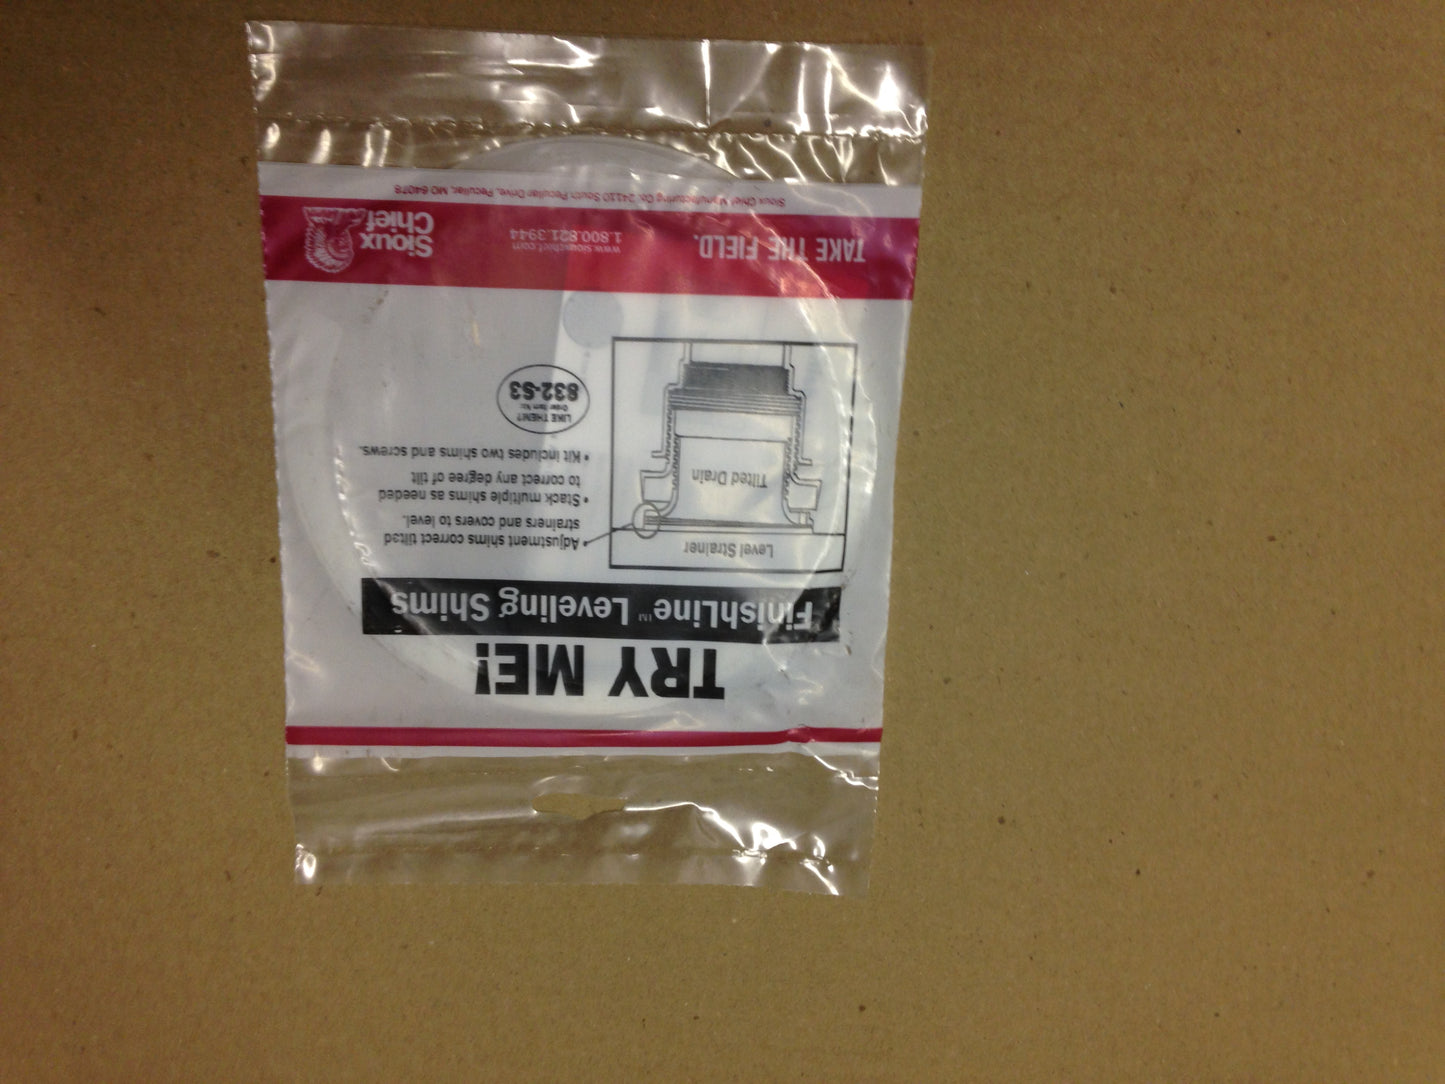 TRY ME!
FinishLine™ Leveling Shims
Level Strainer
Tilted Drain
• Adjustment shims correct tilted
strainers and covers to level.
• Stack multiple shims as needed
to correct any degree of tilt
• Kit includes two shims and screws.
LIKE THEM?
Order Item No:
832-S3
TAKE THE FIELD.
www.siouxchief.com
1.800.821.3944
Sioux
Chief
Sioux Chief Manufacturing Co. 24110 South Peculiar Drive, Peculiar, MO 64078